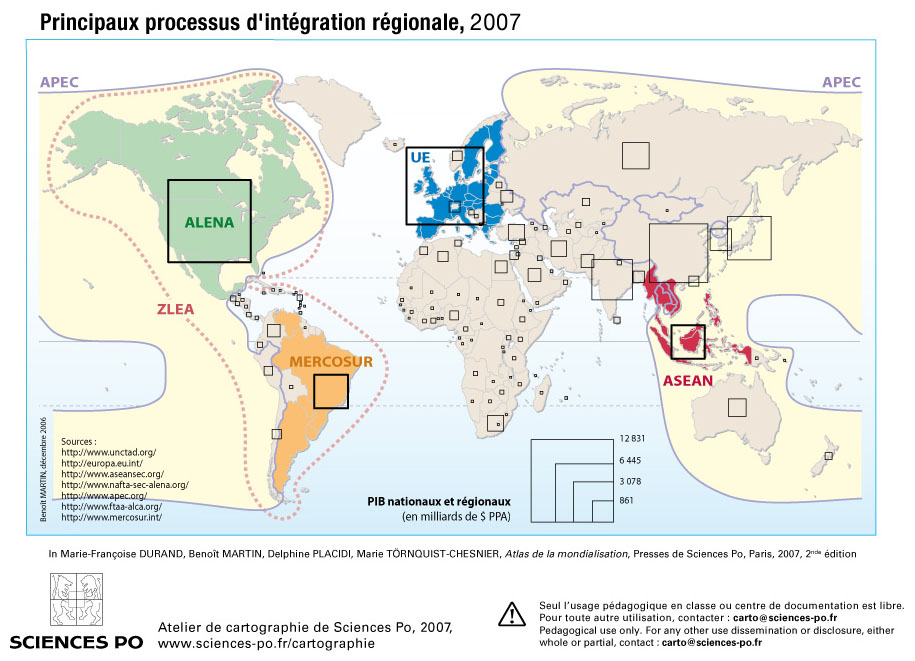 Principaux processus d'intégration régionale, 2007
APEC
APEC
UE
ALENA
ZLEA
MERCOSUR
ASEAN
Benoît MARTIN, décembre 2006
Sources :
http://www.unctad.org/
http://europa.eu.int/
http://www.aseansec.org/
http://www.nafta-sec-alena.org/
http://www.apec.org/
http://www.ftaa-alca.org/
http://www.mercosur.int/
PIB nationaux et régionaux
(en milliards de $ PPA)
12 831
6 445
3 078
861
In Marie-Françoise DURAND, Benoît MARTIN, Delphine PLACIDI, Marie TÖRNQUIST-CHESNIER, Atlas de la mondialisation, Presses de Sciences Po, Paris, 2007, 2nde édition
SCIENCES PO
Atelier de cartographie de Sciences Po, 2007,
www.sciences-po.fr/cartographie
Seul l'usage pédagogique en classe ou centre de documentation est libre.
Pour toute autre utilisation, contacter : carto@sciences-po.fr
Pedagogical use only. For any other use dissemination or disclosure, either
whole or partial, contact : carto@sciences-po.fr